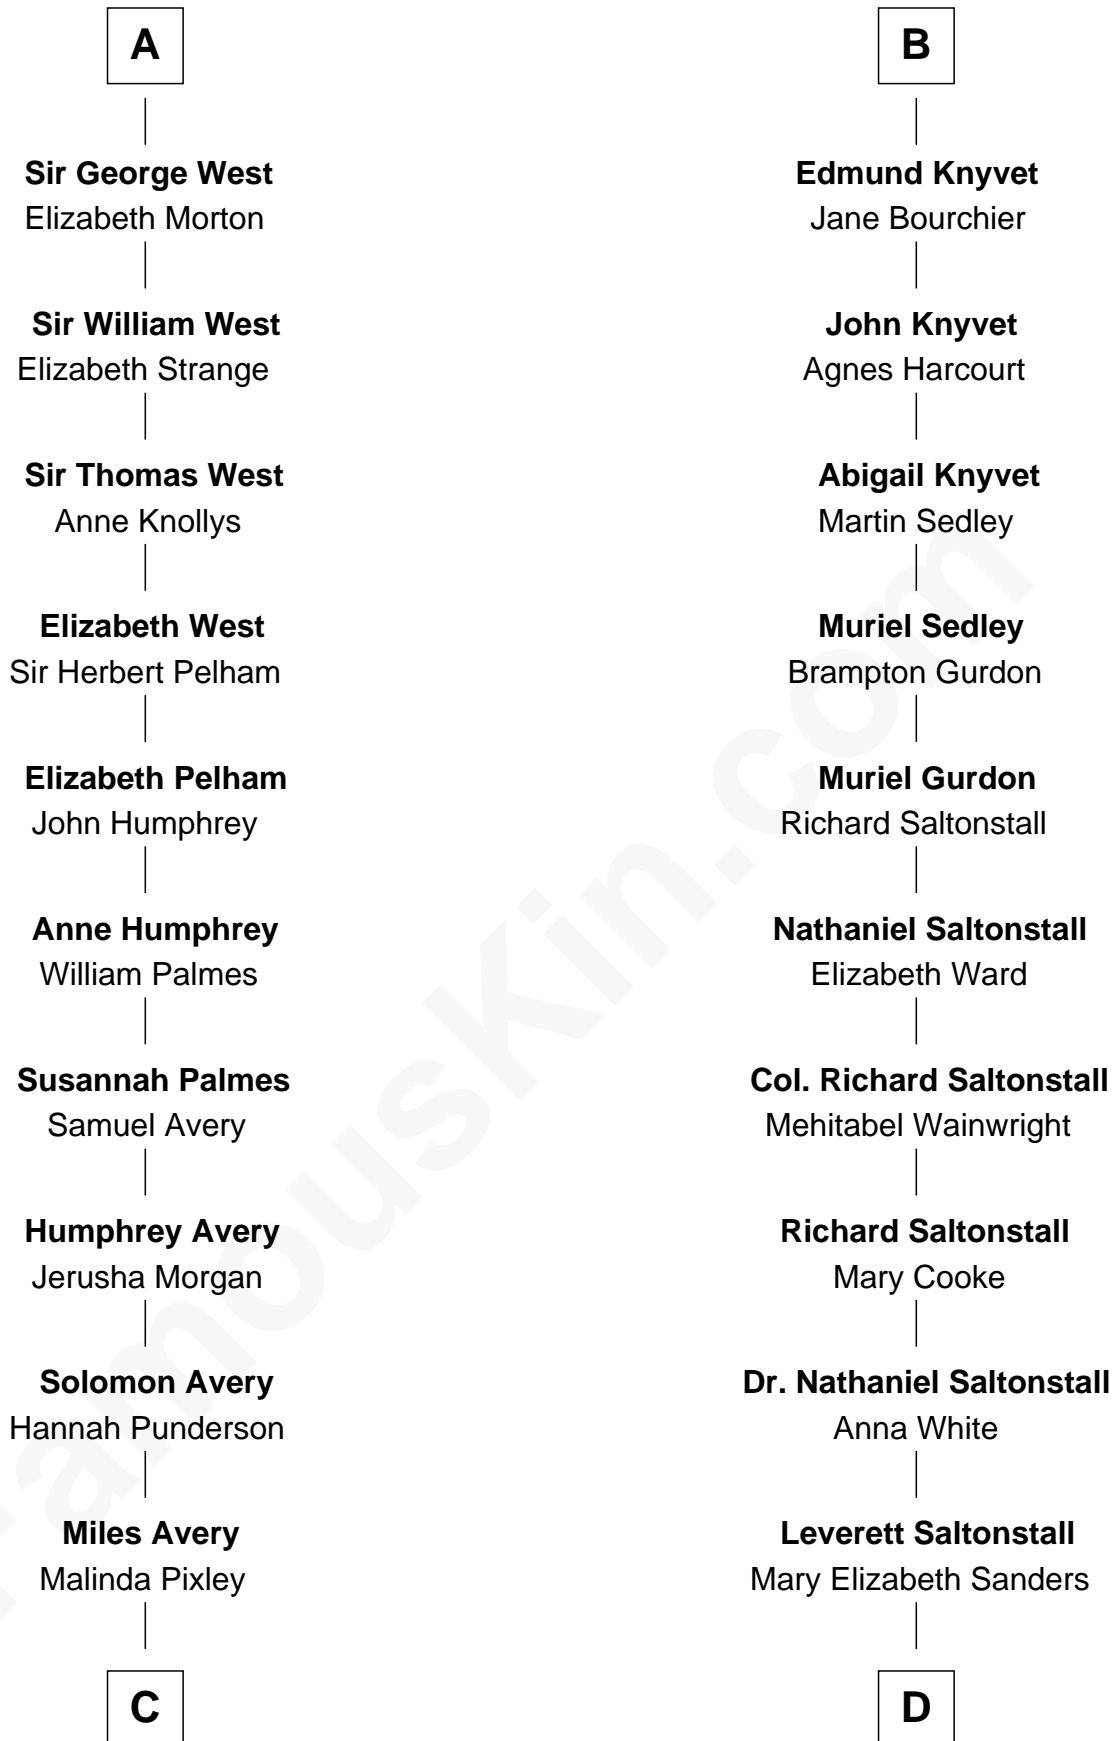 A
Sir George West
Elizabeth Morton
Sir William West
Elizabeth Strange
Sir Thomas West
Anne Knollys
Elizabeth West
Sir Herbert Pelham
Elizabeth Pelham
John Humphrey
Anne Humphrey
William Palmes
Susannah Palmes
Samuel Avery
Humphrey Avery
Jerusha Morgan
Solomon Avery
Hannah Punderson
Miles Avery
Malinda Pixley
C
B
Edmund Knyvet
Jane Bourchier
John Knyvet
Agnes Harcourt
Abigail Knyvet
Martin Sedley
Muriel Sedley
Brampton Gurdon
Muriel Gurdon
Richard Saltonstall
Nathaniel Saltonstall
Elizabeth Ward
Col. Richard Saltonstall
Mehitabel Wainwright
Richard Saltonstall
Mary Cooke
Dr. Nathaniel Saltonstall
Anna White
Leverett Saltonstall
Mary Elizabeth Sanders
D
FamousKin.com